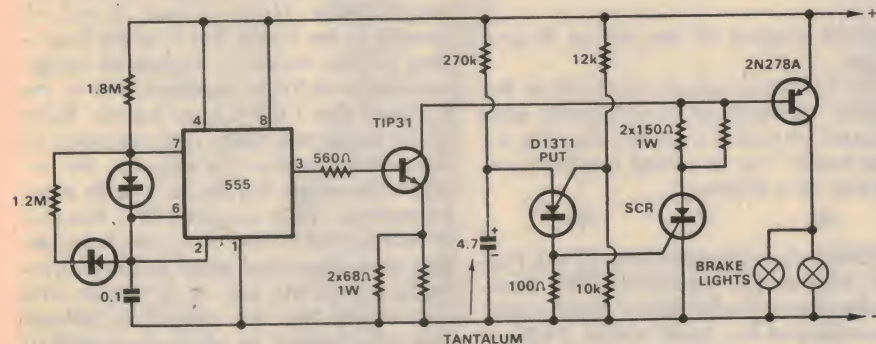 +
270k
12k
2N278A
1.8M
4
8
TIP31
2x150Ω
1W
7
D13T1
PUT
3
560Ω
555
1.2M
6
SCR
2
1
+
4.7
−
BRAKE
LIGHTS
2x68Ω
1W
100Ω
10k
0.1
−
TANTALUM